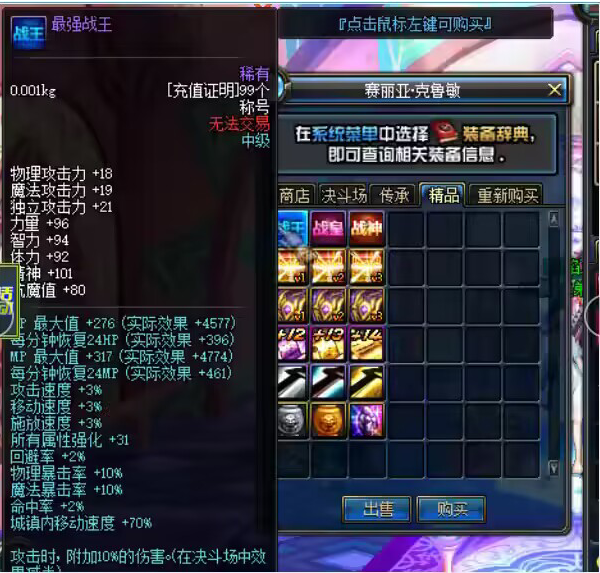 战王
最强战王
稀有
0.001kg
[充值证明]99个
称号
无法交易
中级
物理攻击力 +18
魔法攻击力 +19
独立攻击力 +21
力量 +96
智力 +94
体力 +92
精神 +101
抗魔值 +80
HP 最大值 +276 (实际效果 +4577)
每分钟恢复24HP (实际效果 +396)
MP 最大值 +317 (实际效果 +4774)
每分钟恢复24MP (实际效果 +461)
攻击速度 +3%
移动速度 +3%
施放速度 +3%
所有属性强化 +31
回避率 +2%
物理暴击率 +10%
魔法暴击率 +10%
命中率 +2%
城镇内移动速度 +70%
攻击时, 附加10%的伤害。(在决斗场中效
『点击鼠标左键可购买』
赛丽亚·克鲁敏
在系统菜单中选择 装备辞典,
即可查询相关装备信息.
商店 决斗场 传承 精品 重新购买
战王 战皇 战神
+12 +13 +14
出售 购买